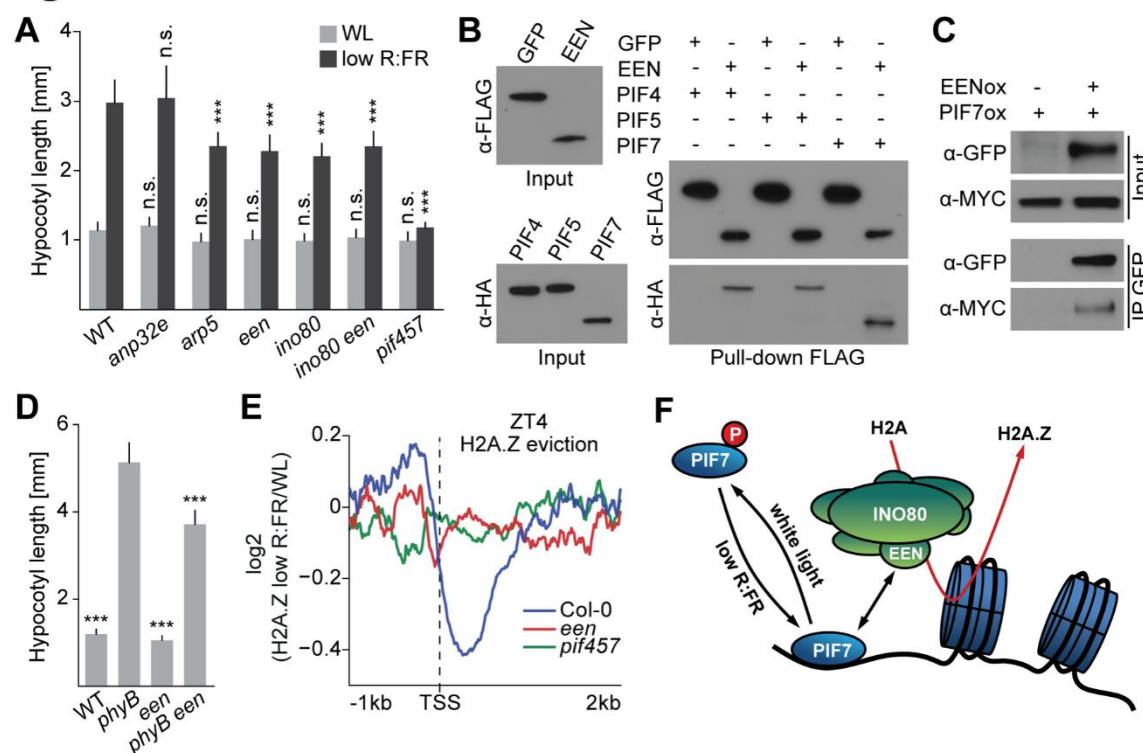 A
Hypocotyl length [mm]
4
3
2
1
WL
low R:FR
n.s.
n.s.
n.s.
***
n.s.
***
n.s.
***
n.s.
***
n.s.
***
WT
anp32e
arp5
een
ino80
ino80 een
pif457
B
GFP
EEN
α-FLAG
Input
PIF4
PIF5
PIF7
α-HA
Input
GFP + - + - + -
EEN - + - + - +
PIF4 + + - - - -
PIF5 - - + + - -
PIF7 - - - - + +
α-FLAG
α-HA
Pull-down FLAG
C
EENox - +
PIF7ox + +
α-GFP
α-MYC
Input
α-GFP
α-MYC
IP GFP
D
Hypocotyl length [mm]
6
4
2
***
***
***
WT
phyB
een
phyB een
E
ZT4
H2A.Z eviction
log2
(H2A.Z low R:FR/WL)
0.2
0
−0.2
−0.4
Col-0
een
pif457
-1kb
TSS
2kb
F
P
PIF7
H2A
H2A.Z
INO80
EEN
white light
low R:FR
PIF7